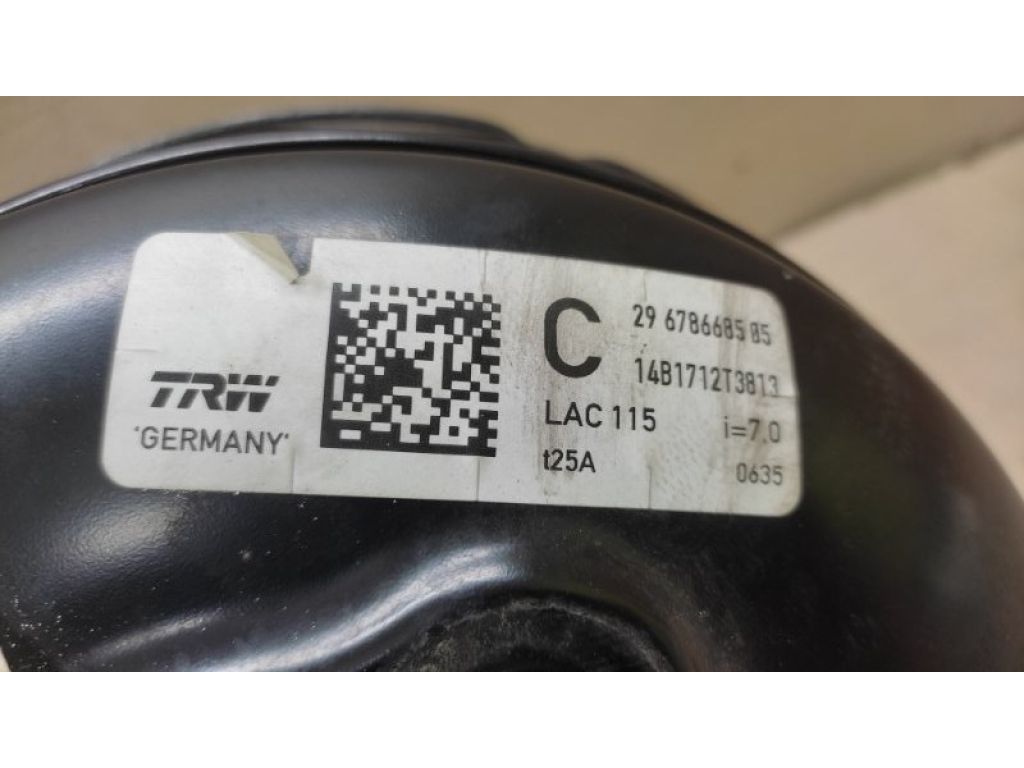 TRW
"GERMANY"
C
29 6786685 05
14B1712T3813
LAC 115
i=7.0
t25A
0635